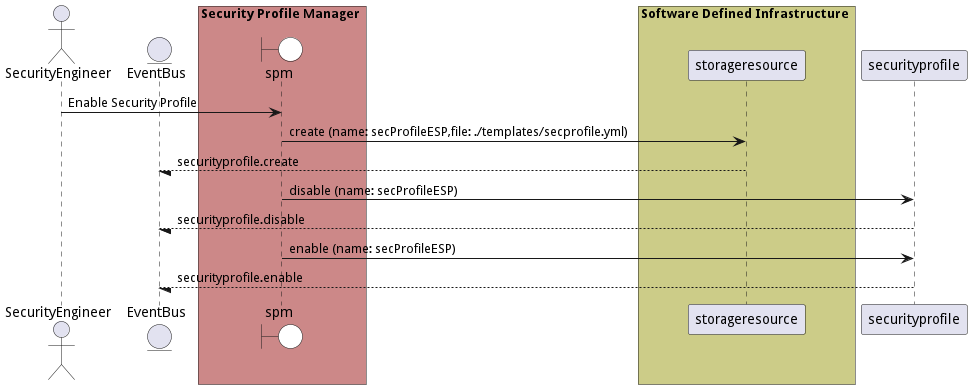 Security Profile Manager
Software Defined Infrastructure
SecurityEngineer
EventBus
spm
storageresource
securityprofile
Enable Security Profile
create (name: secProfileESP,file: ./templates/secprofile.yml)
securityprofile.create
disable (name: secProfileESP)
securityprofile.disable
enable (name: secProfileESP)
securityprofile.enable
SecurityEngineer
EventBus
spm
storageresource
securityprofile